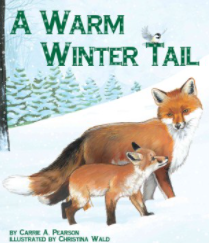 A WARM
WINTER TAIL
BY CARRIE A. PEARSON
ILLUSTRATED BY CHRISTINA WALD